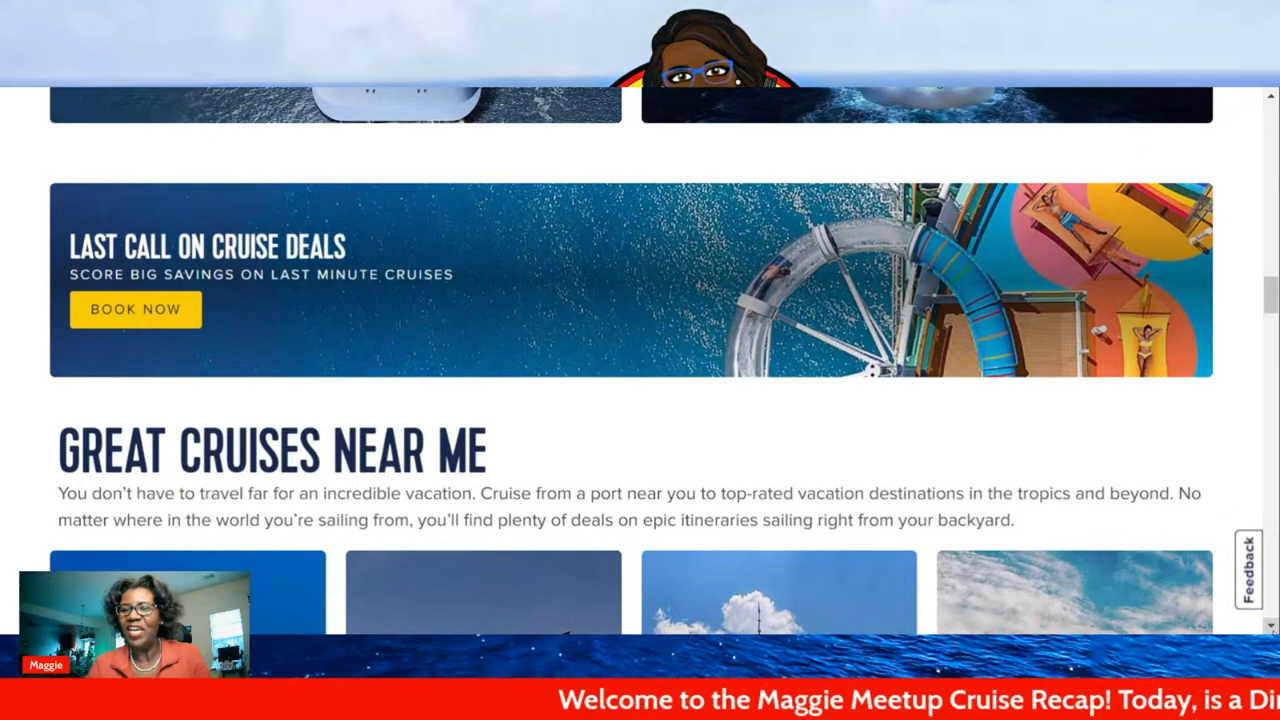 LAST CALL ON CRUISE DEALS
SCORE BIG SAVINGS ON LAST MINUTE CRUISES
BOOK NOW
GREAT CRUISES NEAR ME
You don't have to travel far for an incredible vacation. Cruise from a port near you to top-rated vacation destinations in the tropics and beyond. No
matter where in the world you're sailing from, you'll find plenty of deals on epic itineraries sailing right from your backyard.
Feedback
Maggie
Welcome to the Maggie Meetup Cruise Recap! Today, is a Di